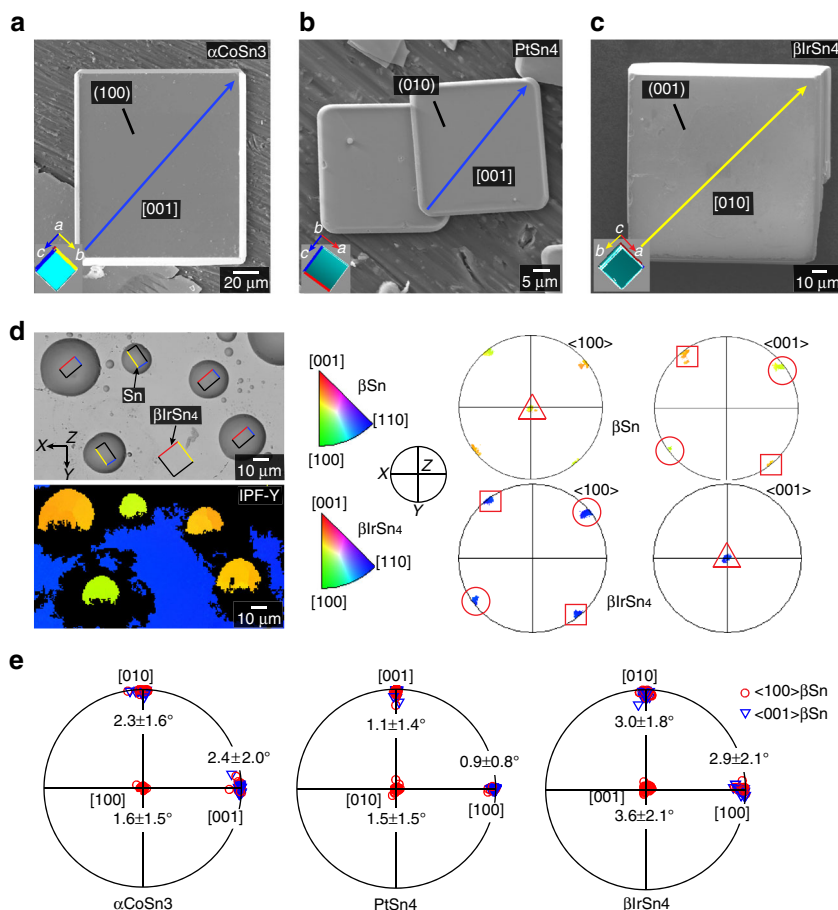 a
αCoSn3
(100)
[001]
a
c
b
20 μm
b
PtSn4
(010)
[001]
b
c
a
5 μm
c
βIrSn4
(001)
[010]
c
b
a
10 μm
d
Sn
βIrSn4
X
Z
Y
10 μm
IPF-Y
10 μm
[001]
βSn
[110]
[100]
X
Z
Y
[001]
βIrSn4
[110]
[100]
<100>
<001>
βSn
<100>
<001>
βIrSn4
e
[010]
2.3±1.6°
2.4±2.0°
[100]
1.6±1.5°
[001]
αCoSn3
[001]
1.1±1.4°
0.9±0.8°
[010]
1.5±1.5°
[100]
PtSn4
[010]
3.0±1.8°
2.9±2.1°
[001]
3.6±2.1°
[100]
βIrSn4
<100>βSn
<001>βSn